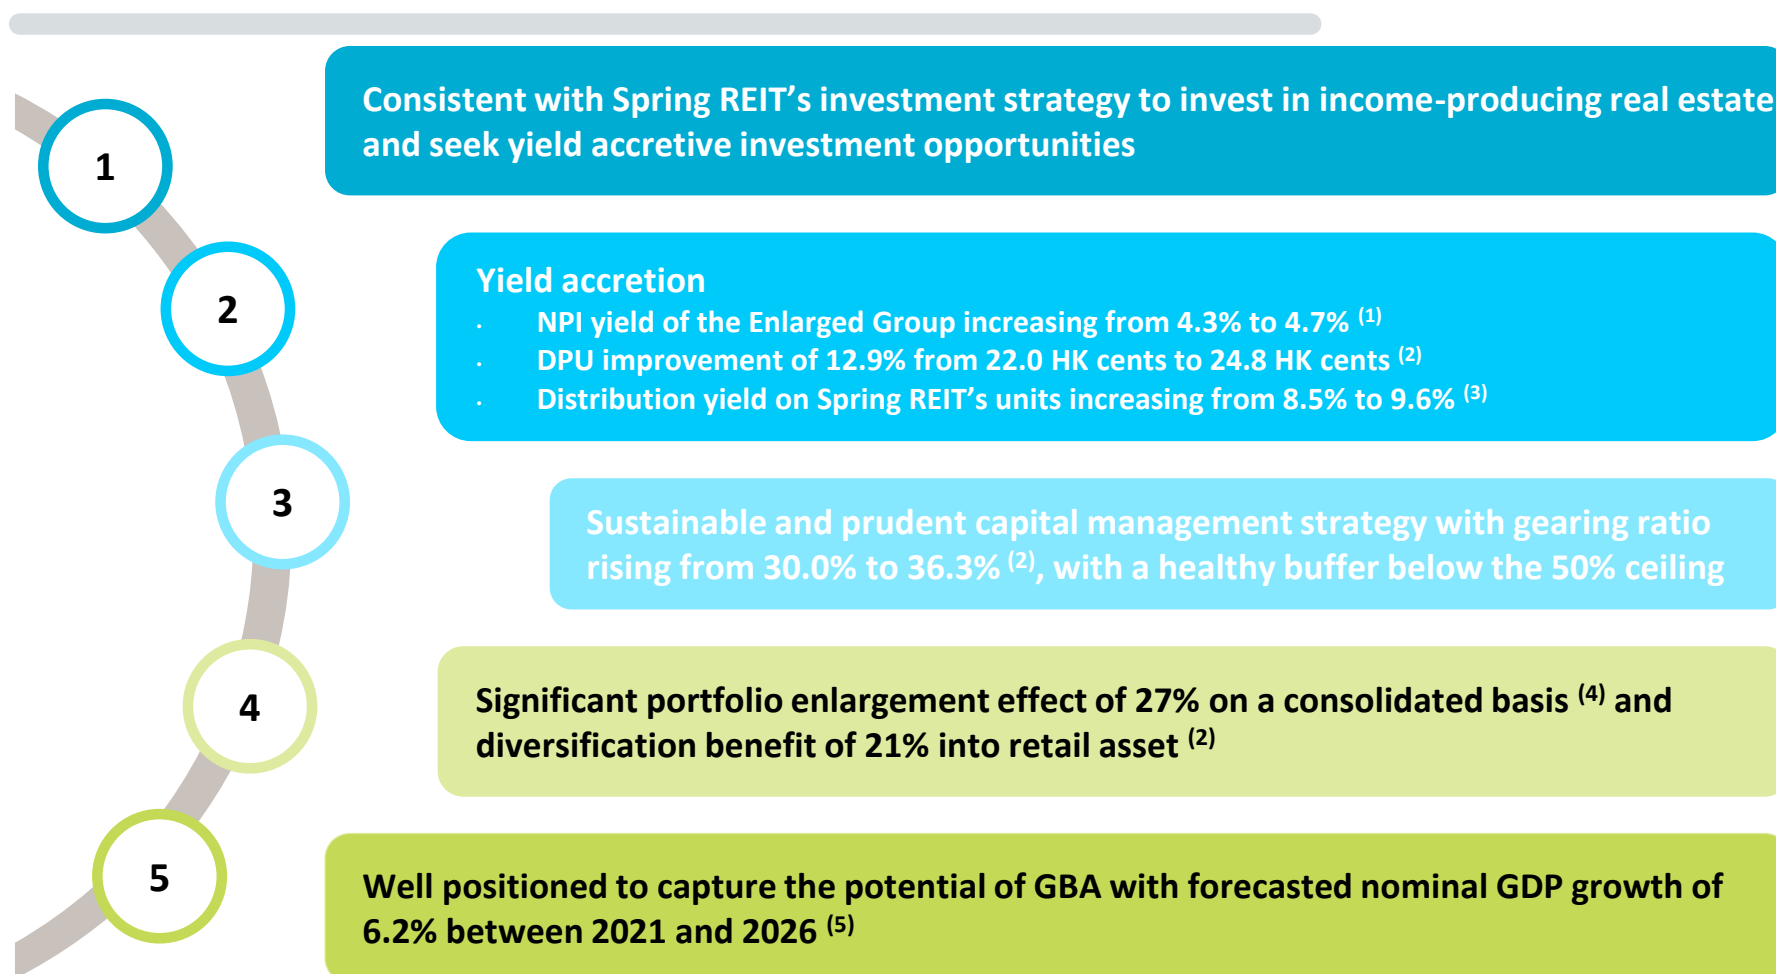 1
Consistent with Spring REIT’s investment strategy to invest in income-producing real estate
and seek yield accretive investment opportunities
2
Yield accretion
· NPI yield of the Enlarged Group increasing from 4.3% to 4.7% (1)
· DPU improvement of 12.9% from 22.0 HK cents to 24.8 HK cents (2)
· Distribution yield on Spring REIT’s units increasing from 8.5% to 9.6% (3)
3
Sustainable and prudent capital management strategy with gearing ratio
rising from 30.0% to 36.3% (2), with a healthy buffer below the 50% ceiling
4
Significant portfolio enlargement effect of 27% on a consolidated basis (4) and
diversification benefit of 21% into retail asset (2)
5
Well positioned to capture the potential of GBA with forecasted nominal GDP growth of
6.2% between 2021 and 2026 (5)